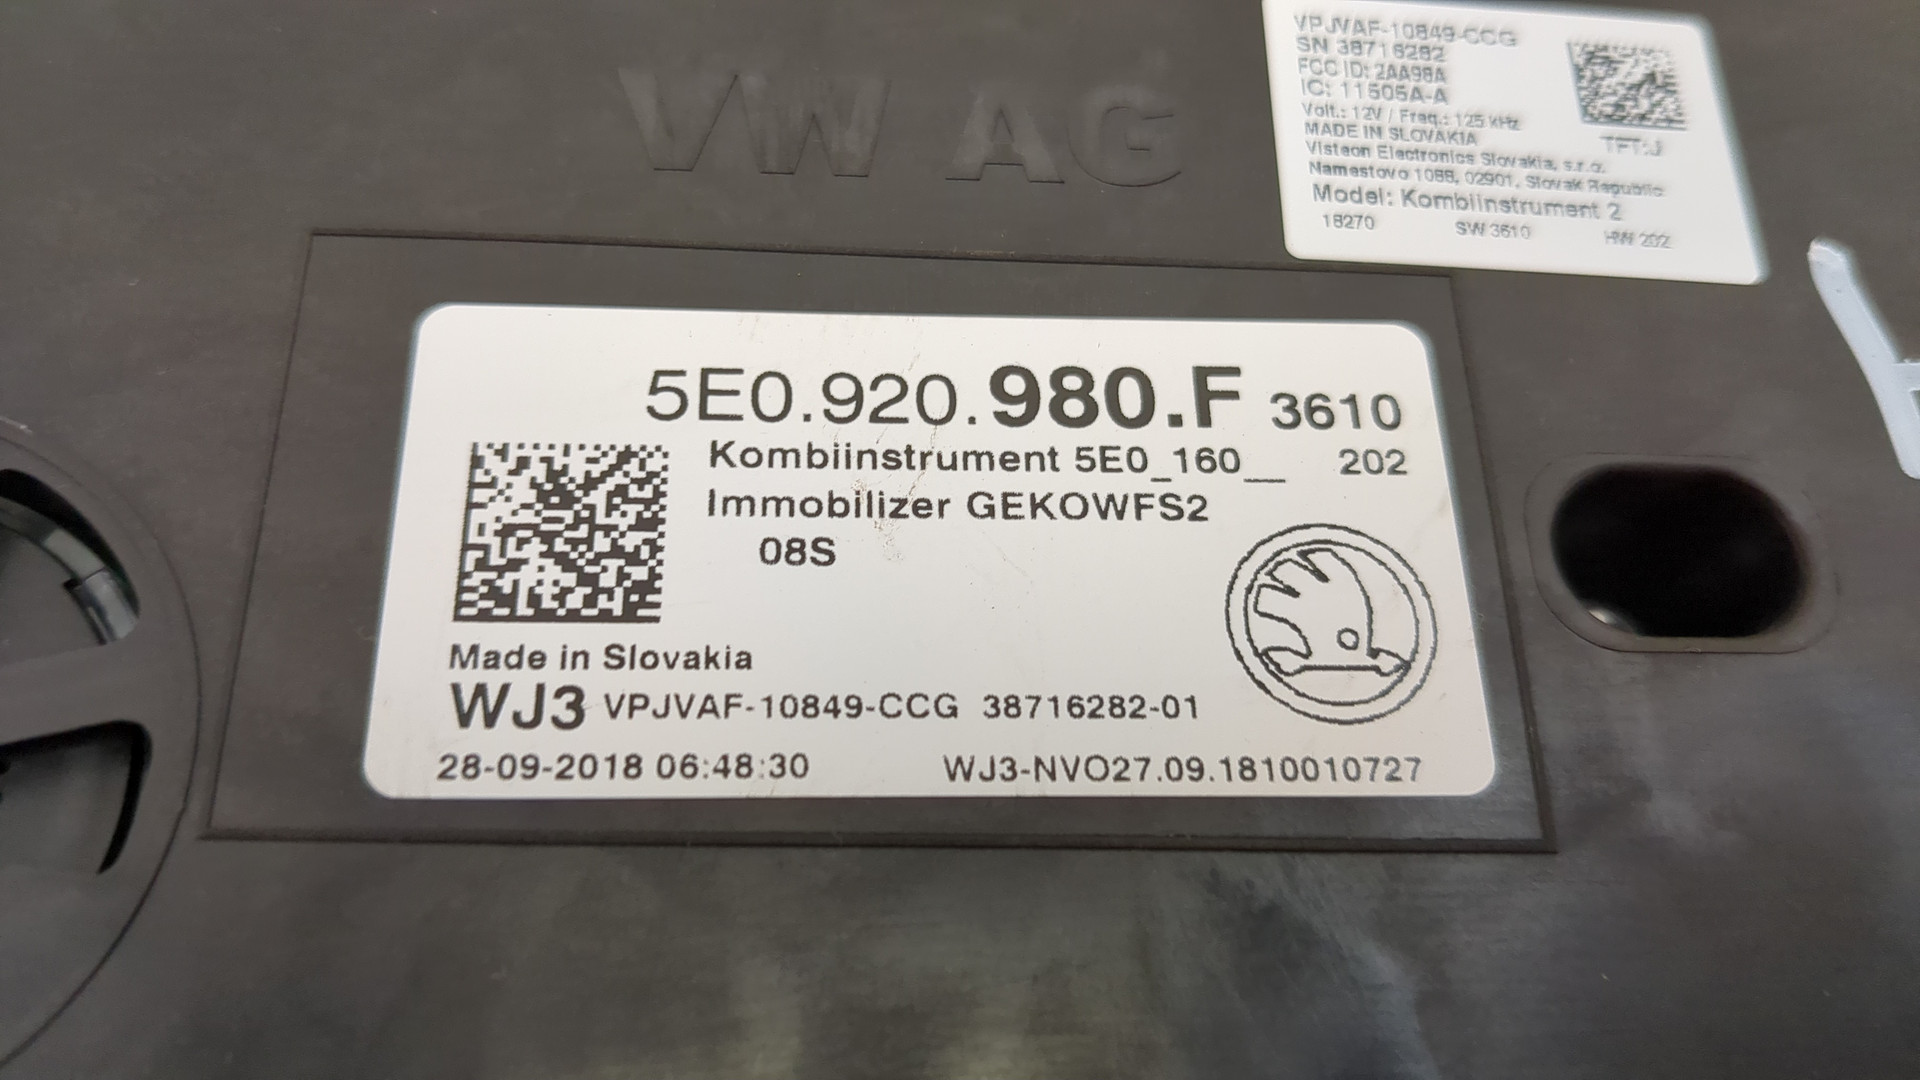 VW AG
VPJVAF-10849-CCG
SN 38716282
FCC ID: 2AA98A
IC: 11505A-A
Volt.: 12V / Freq.: 125 kHz
MADE IN SLOVAKIA
TFT:J
Visteon Electronics Slovakia, s.r.o.
Namestovo 1088, 02901, Slovak Republic
Model: Kombiinstrument 2
18270 SW 3610 HW 202
5E0.920.980.F 3610
Kombiinstrument 5E0_160__ 202
Immobilizer GEKOWFS2
08S
Made in Slovakia
WJ3 VPJVAF-10849-CCG 38716282-01
28-09-2018 06:48:30 WJ3-NVO27.09.1810010727